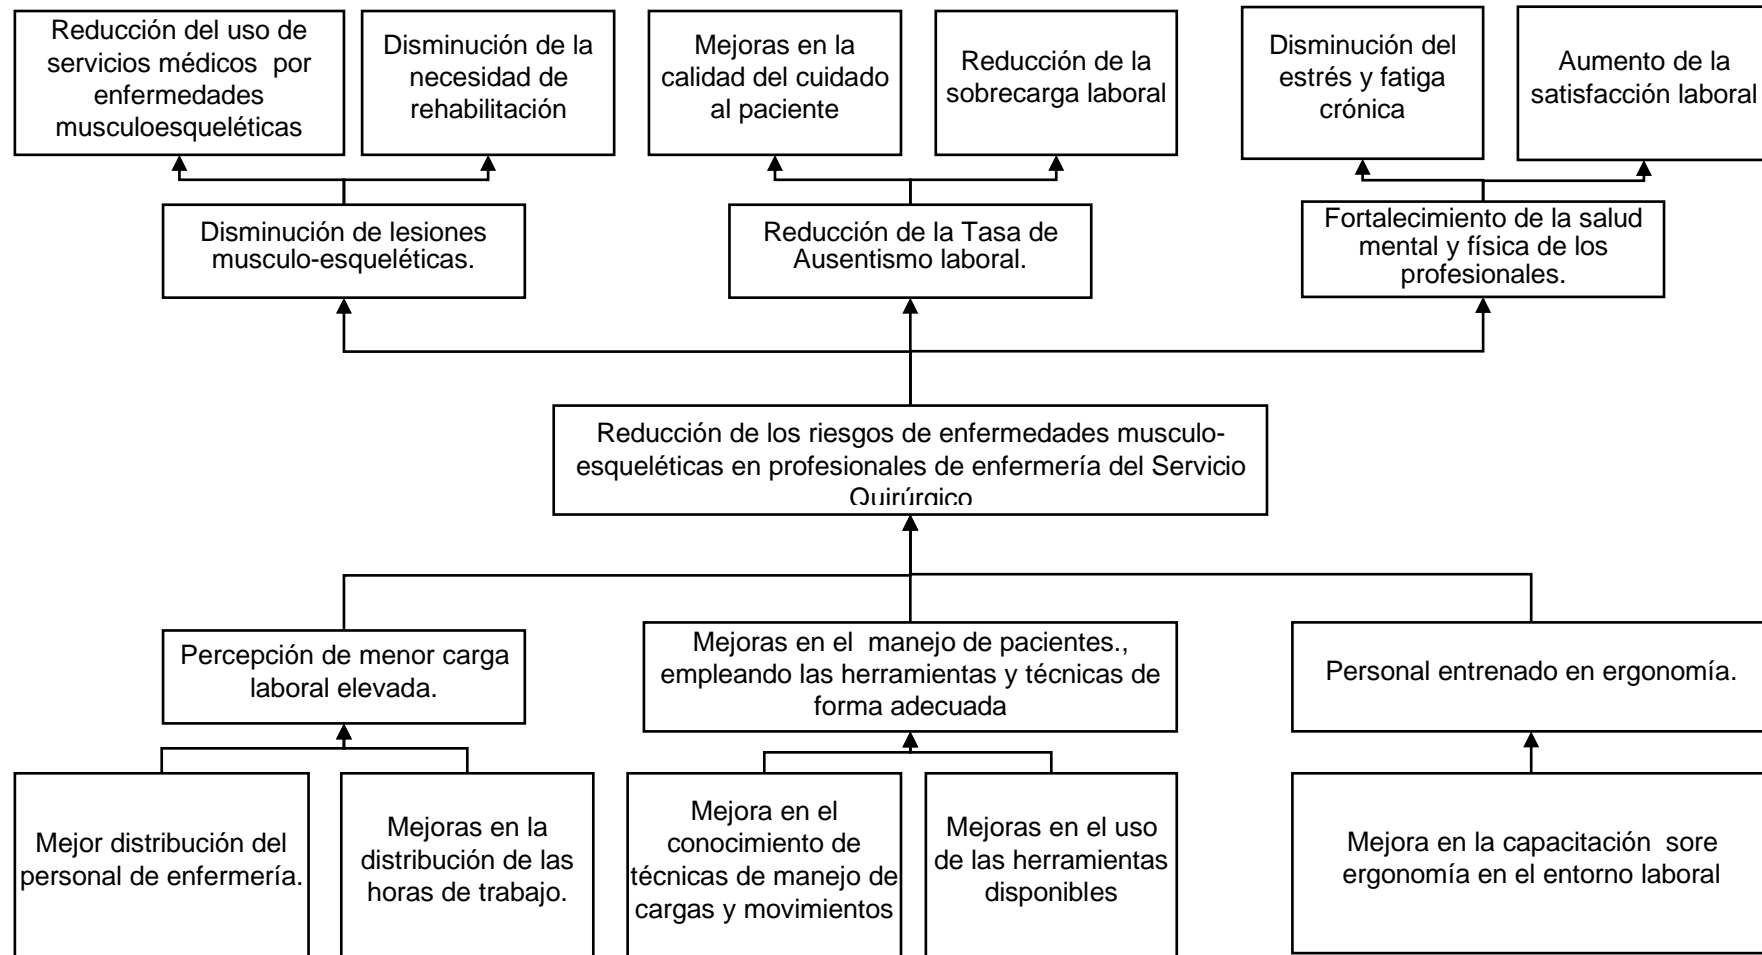 Reducción del uso de
servicios médicos por
enfermedades
musculoesqueléticas
Disminución de la
necesidad de
rehabilitación
Mejoras en la
calidad del cuidado
al paciente
Reducción de la
sobrecarga laboral
Disminución del
estrés y fatiga
crónica
Aumento de la
satisfacción laboral
Disminución de lesiones
musculo-esqueléticas.
Reducción de la Tasa de
Ausentismo laboral.
Fortalecimiento de la salud
mental y física de los
profesionales.
Reducción de los riesgos de enfermedades musculo-
esqueléticas en profesionales de enfermería del Servicio
Quirúrgico
Percepción de menor carga
laboral elevada.
Mejoras en el manejo de pacientes.,
empleando las herramientas y técnicas de
forma adecuada
Personal entrenado en ergonomía.
Mejor distribución del
personal de enfermería.
Mejoras en la
distribución de las
horas de trabajo.
Mejora en el
conocimiento de
técnicas de manejo de
cargas y movimientos
Mejoras en el uso
de las herramientas
disponibles
Mejora en la capacitación sore
ergonomía en el entorno laboral